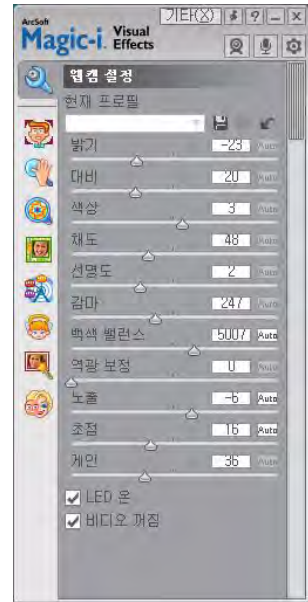 ArcSoft
Magic-i Visual Effects
기타(X) ? – x
웹캠 설정
현재 프로필
밝기 -23 Auto
대비 20 Auto
색상 3 Auto
채도 48 Auto
선명도 2 Auto
감마 247 Auto
백색 밸런스 5007 Auto
역광 보정 0 Auto
노출 -6 Auto
초점 16 Auto
게인 36 Auto
LED 온
비디오 꺼짐